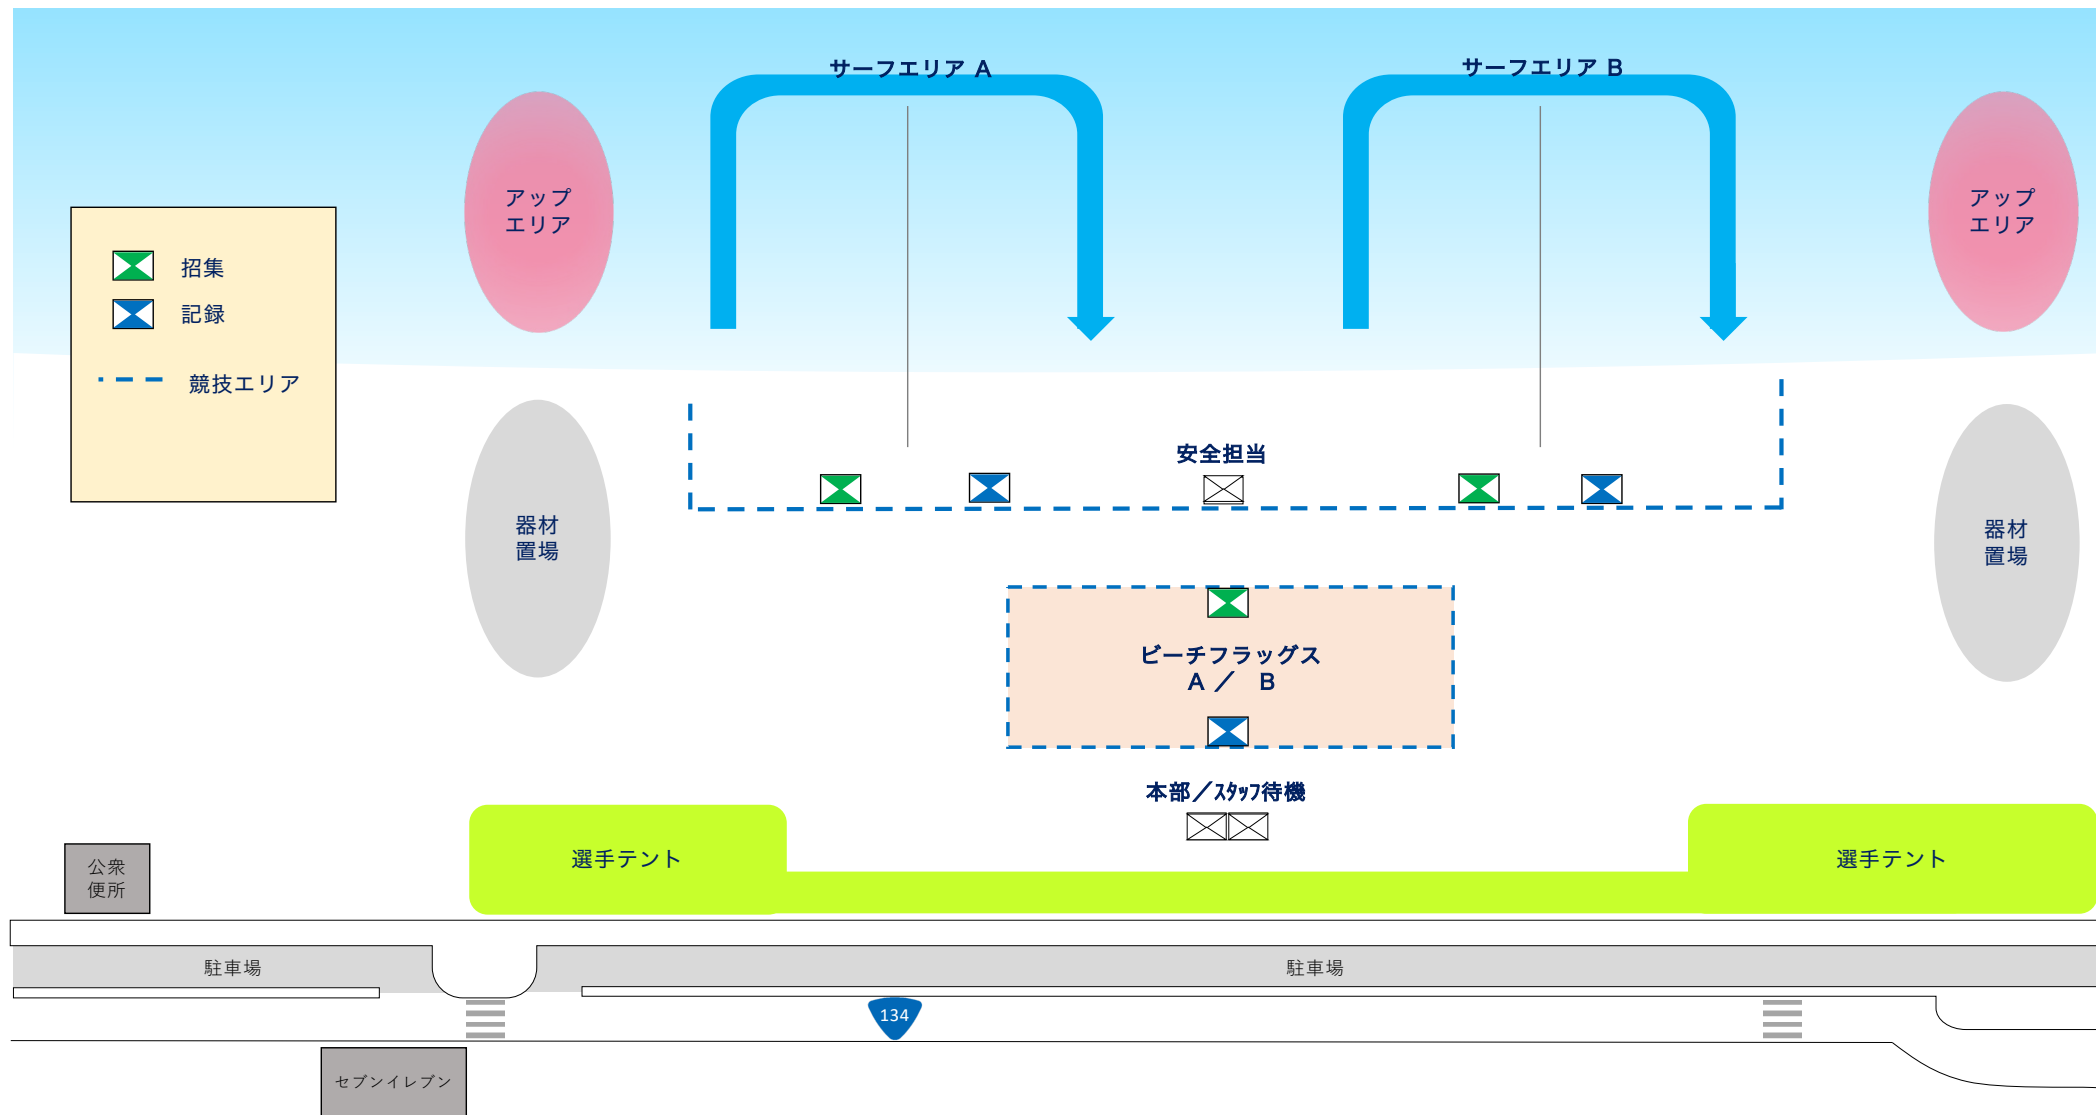 サーフエリア A
サーフエリア B
アップ
エリア
アップ
エリア
招集
記録
競技エリア
安全担当
器材
置場
器材
置場
ビーチフラッグス
A ／ B
本部／ｽﾀｯﾌ待機
選手テント
選手テント
公衆
便所
駐車場
駐車場
134
セブンイレブン